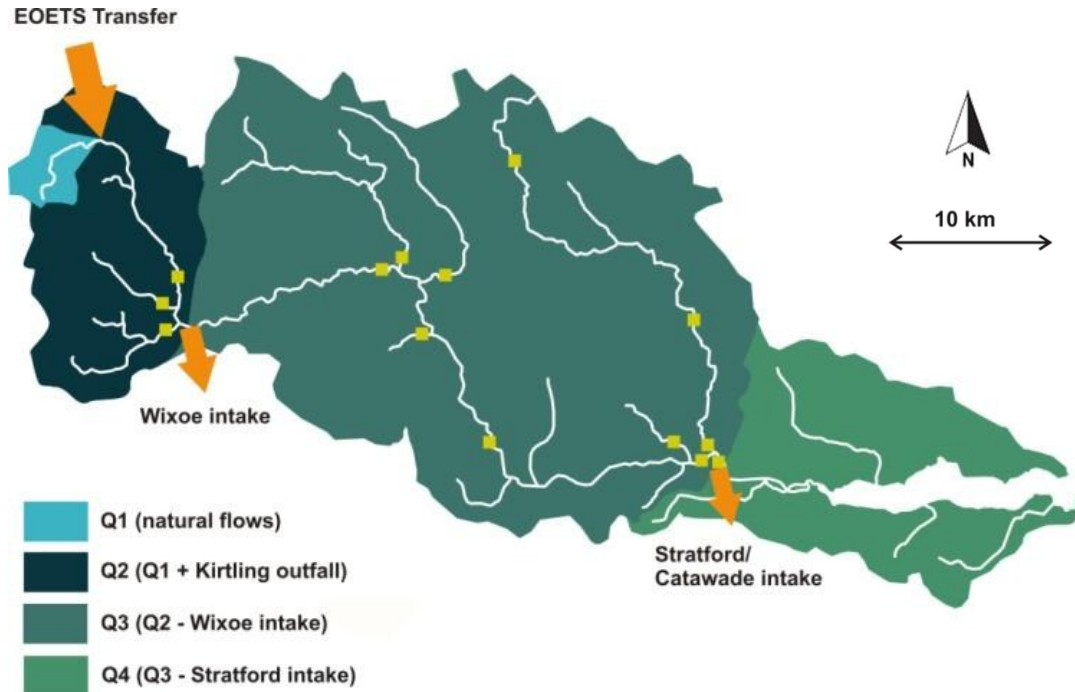 EOETS Transfer
N
10 km
Wixoe intake
Stratford/
Catawade intake
Q1 (natural flows)
Q2 (Q1 + Kirtling outfall)
Q3 (Q2 - Wixoe intake)
Q4 (Q3 - Stratford intake)